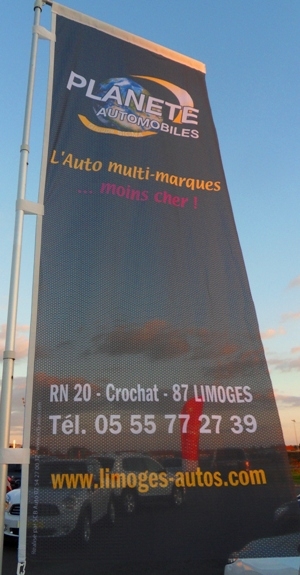 PLANETE
AUTOMOBILES
L'Auto multi-marques
... moins cher !
RN 20 - Crochat - 87 LIMOGES
Tél. 05 55 77 27 39
www.limoges-autos.com